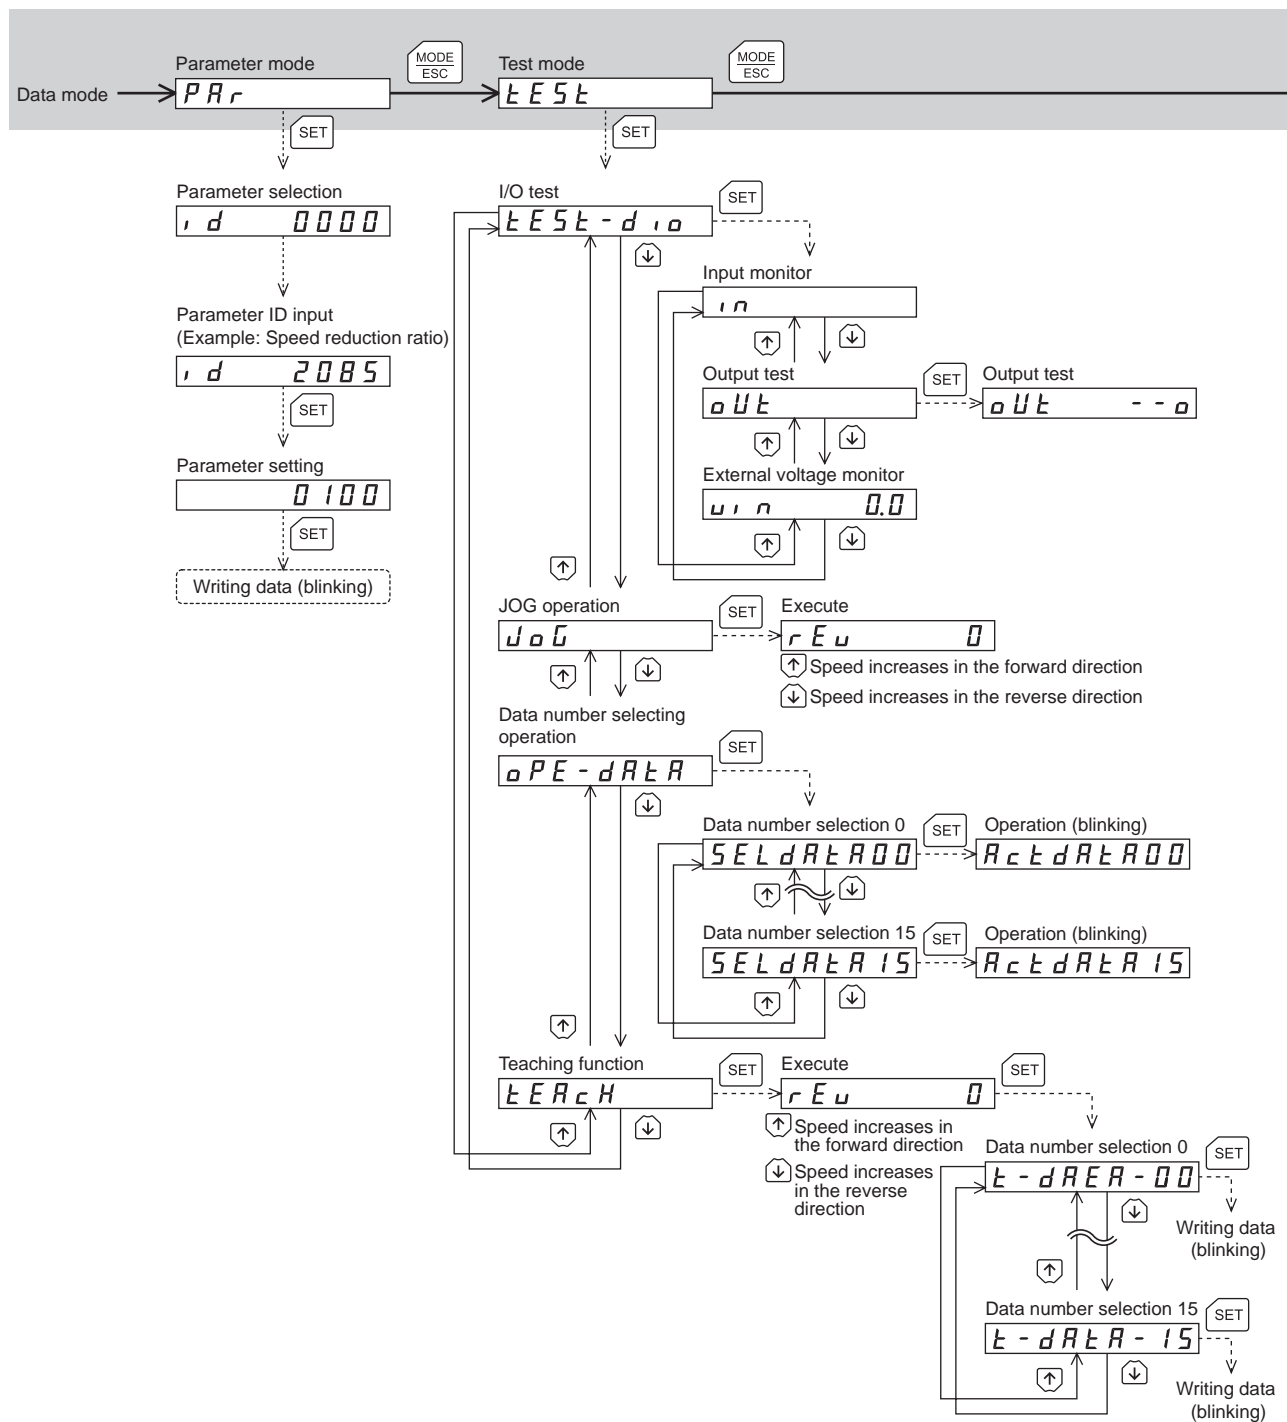 Parameter mode
MODE
ESC
Test mode
MODE
ESC
Data mode
PAr
tESt
SET
SET
Parameter selection
id 0000
I/O test
tESt-dio
SET
Input monitor
in
Parameter ID input
(Example: Speed reduction ratio)
id 2085
SET
Output test
oUt
SET
Output test
oUt --o
Parameter setting
0100
SET
Writing data (blinking)
External voltage monitor
vin 0.0
JOG operation
JoG
SET
Execute
rEv 0
Speed increases in the forward direction
Speed increases in the reverse direction
Data number selecting
operation
oPE-dAtA
SET
Data number selection 0
SELdAtA00
SET
Operation (blinking)
ActdAtA00
Data number selection 15
SELdAtA15
SET
Operation (blinking)
ActdAtA15
Teaching function
tEAcH
SET
Execute
rEv 0
SET
Speed increases in
the forward direction
Speed increases
in the reverse
direction
Data number selection 0
t-dAEA-00
SET
Writing data
(blinking)
Data number selection 15
t-dAtA-15
SET
Writing data
(blinking)